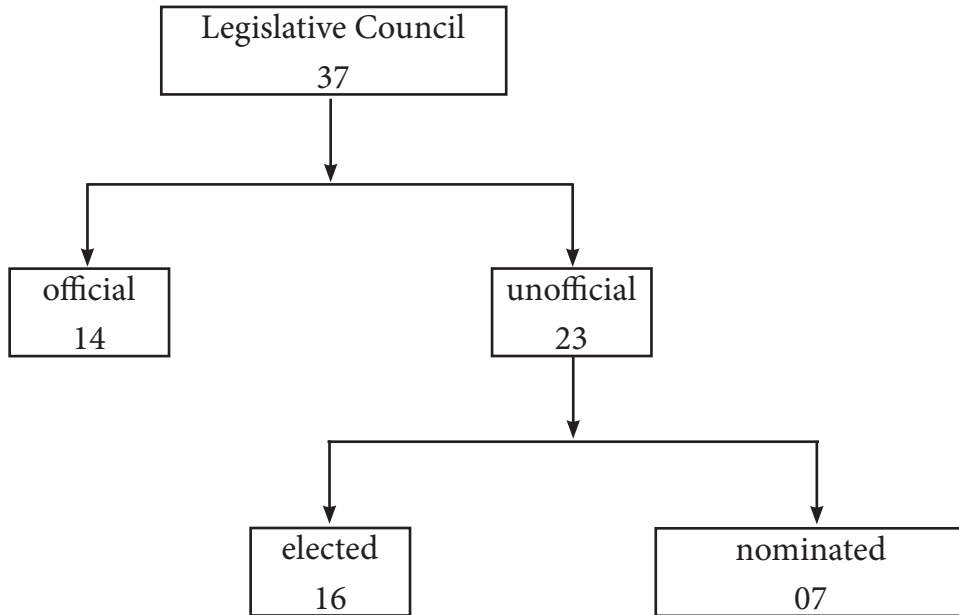 Legislative Council
37
official
14
unofficial
23
elected
16
nominated
07